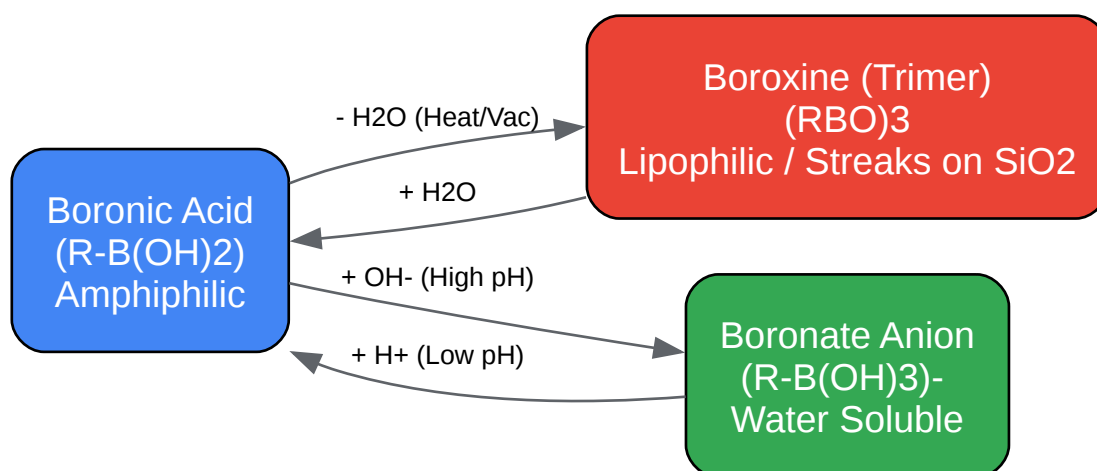 Boronic Acid
(R-B(OH)2)
Amphiphilic
- H2O (Heat/Vac)
+ H2O
Boroxine (Trimer)
(RBO)3
Lipophilic / Streaks on SiO2
+ OH- (High pH)
+ H+ (Low pH)
Boronate Anion
(R-B(OH)3)-
Water Soluble